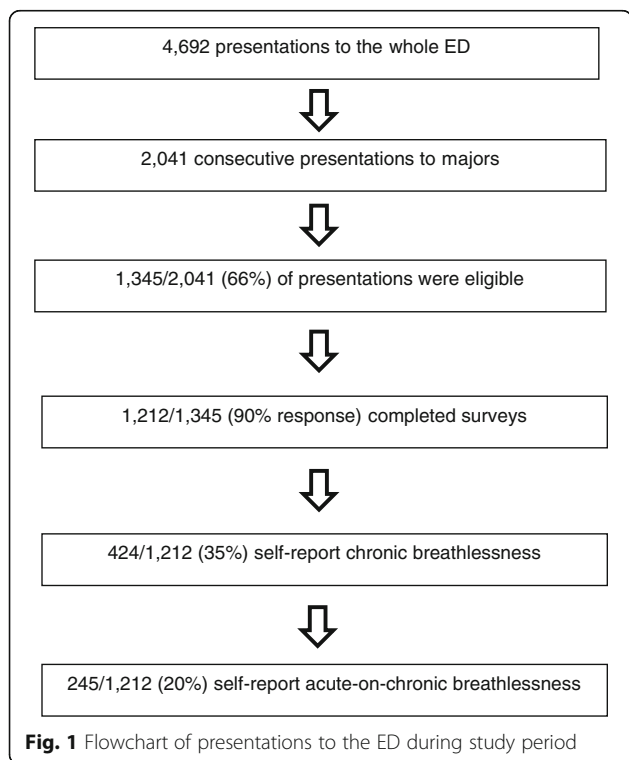 4,692 presentations to the whole ED
2,041 consecutive presentations to majors
1,345/2,041 (66%) of presentations were eligible
1,212/1,345 (90% response) completed surveys
424/1,212 (35%) self-report chronic breathlessness
245/1,212 (20%) self-report acute-on-chronic breathlessness
Fig. 1 Flowchart of presentations to the ED during study period